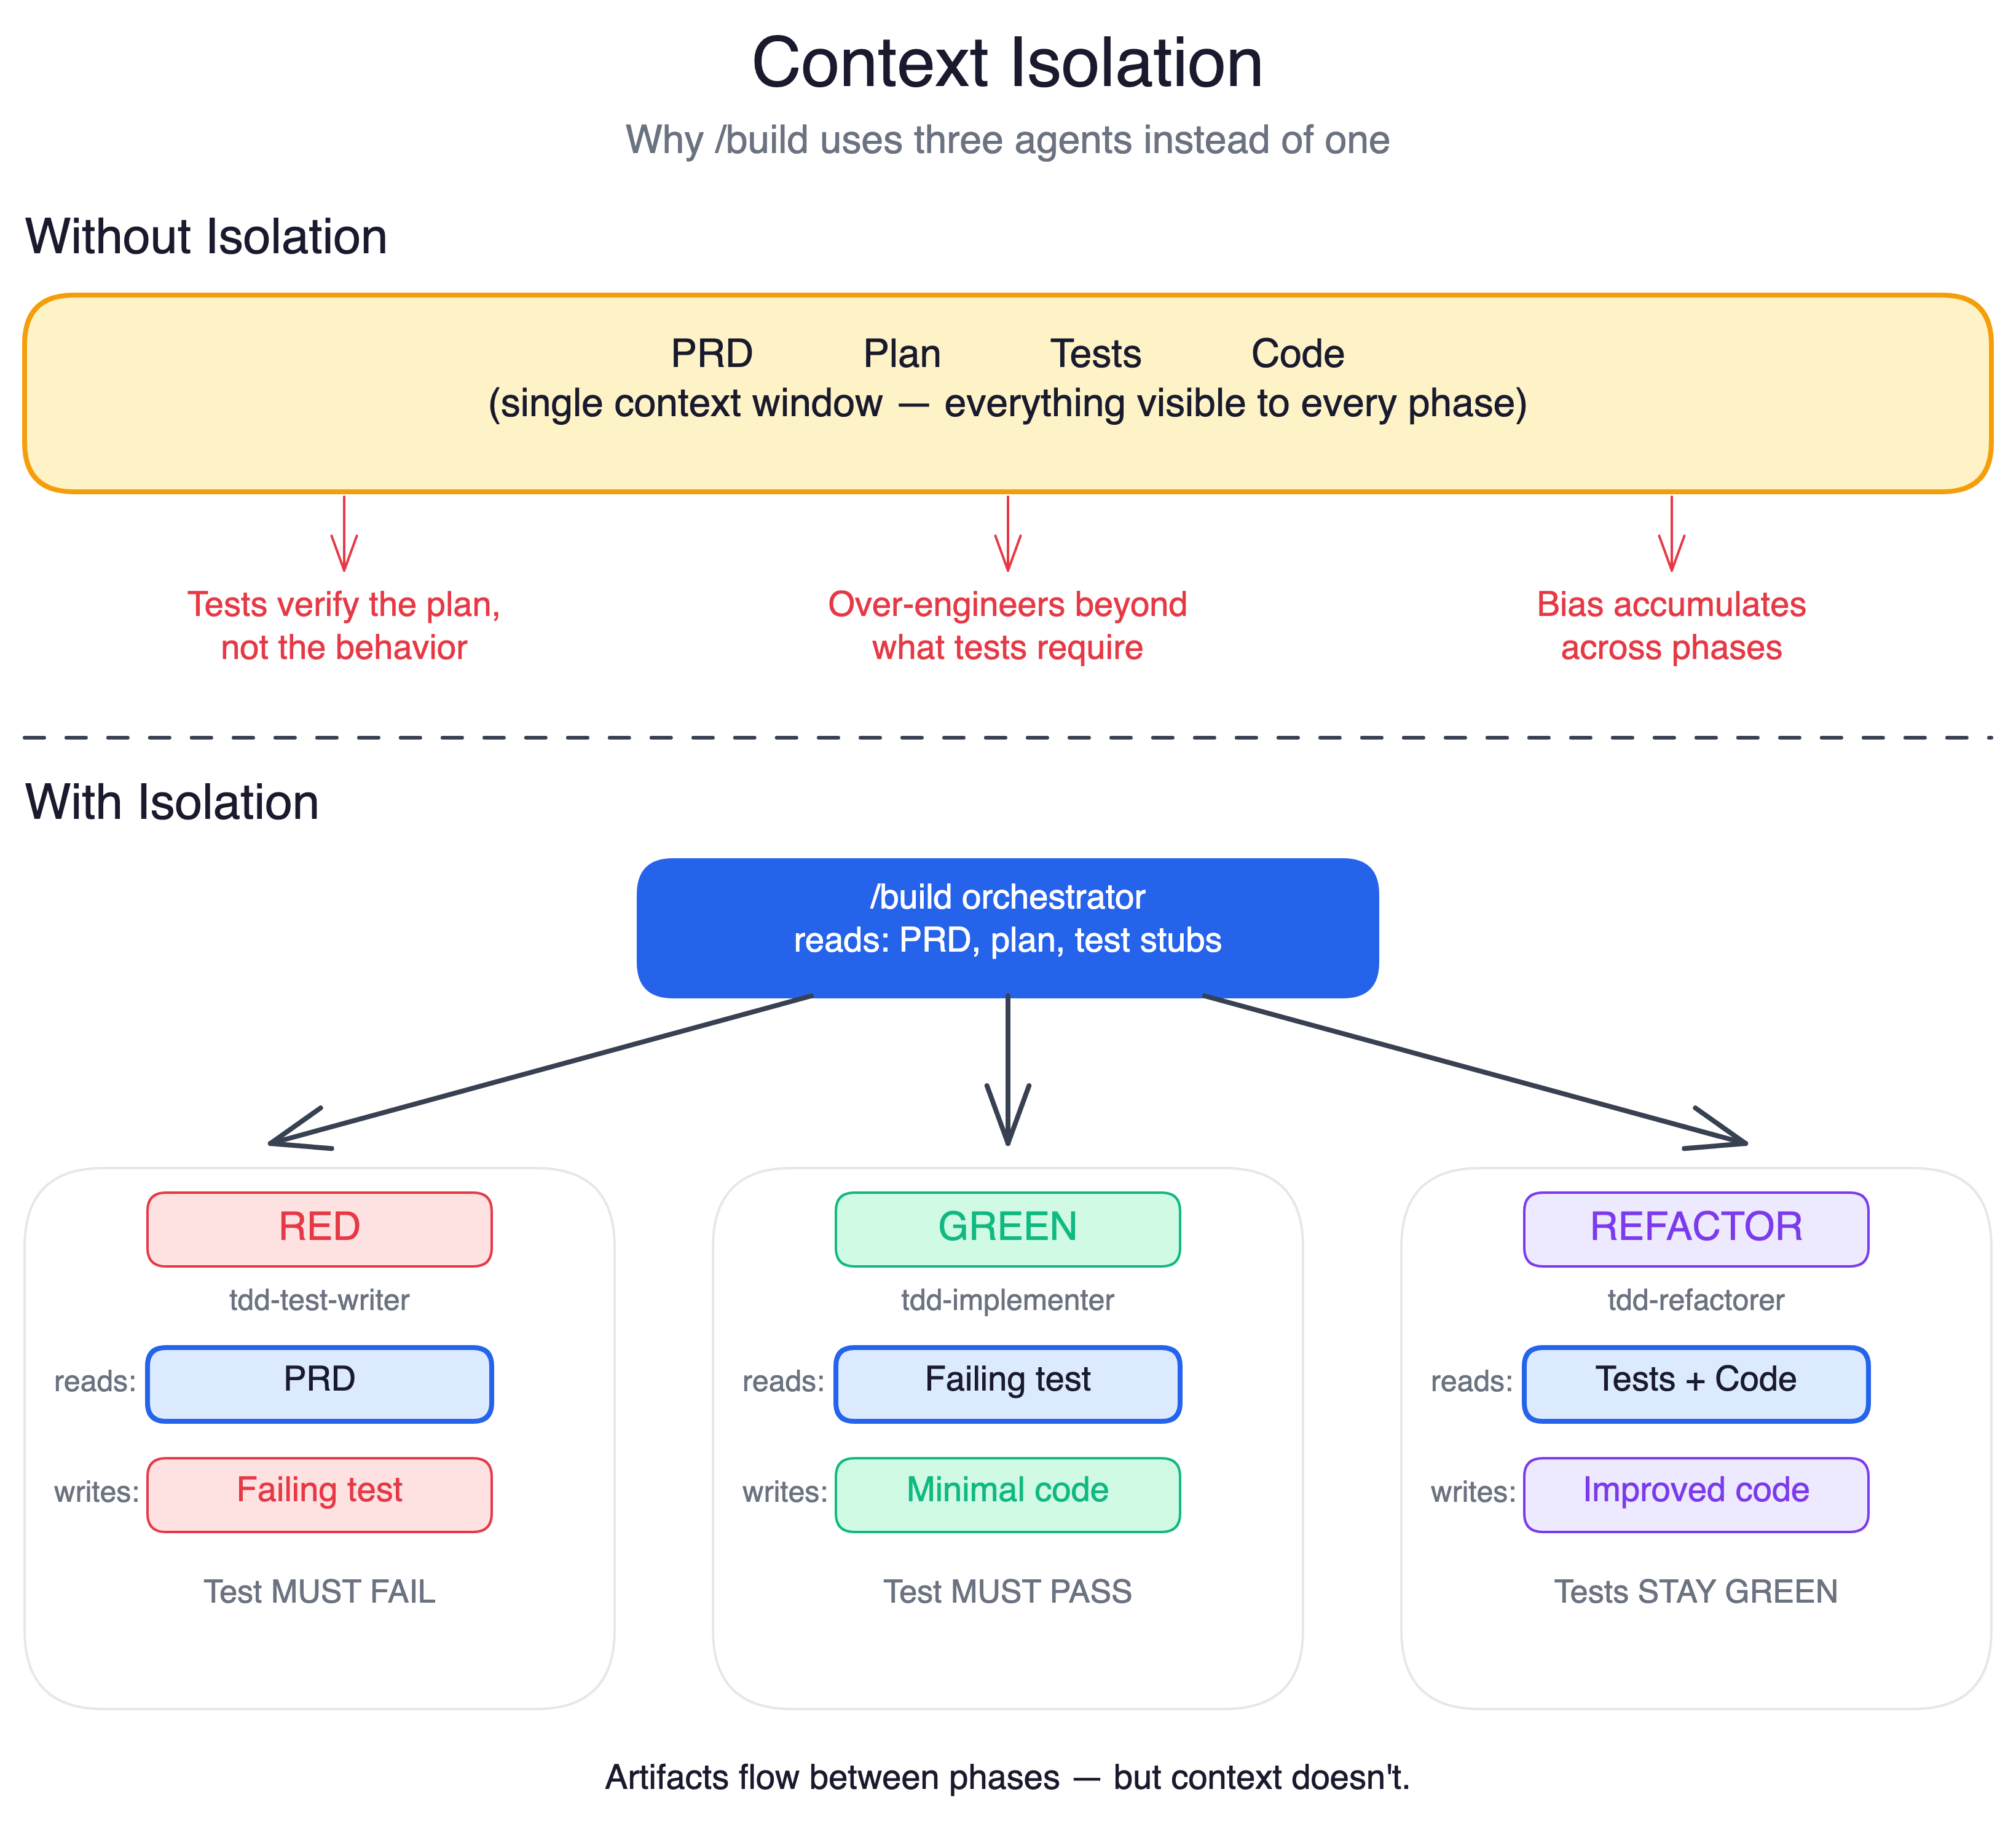 Context Isolation
Why /build uses three agents instead of one
Without Isolation
PRD Plan Tests Code
(single context window — everything visible to every phase)
Tests verify the plan,
not the behavior
Over-engineers beyond
what tests require
Bias accumulates
across phases
With Isolation
/build orchestrator
reads: PRD, plan, test stubs
RED
tdd-test-writer
reads: PRD
writes: Failing test
Test MUST FAIL
GREEN
tdd-implementer
reads: Failing test
writes: Minimal code
Test MUST PASS
REFACTOR
tdd-refactorer
reads: Tests + Code
writes: Improved code
Tests STAY GREEN
Artifacts flow between phases — but context doesn't.